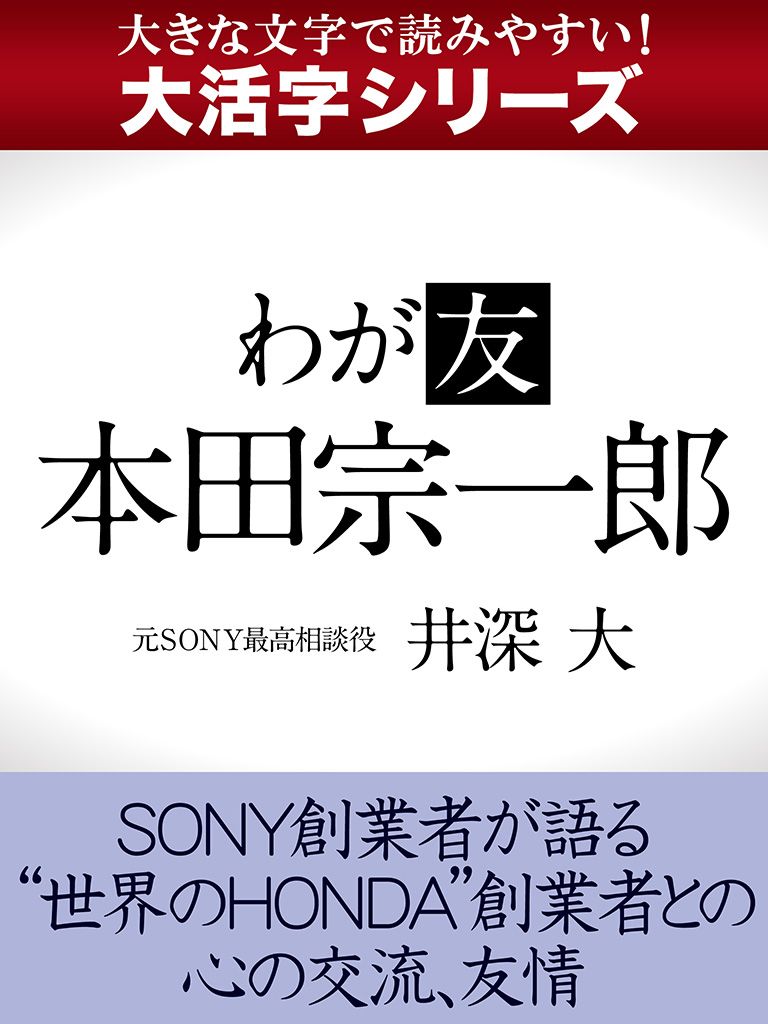 大きな文字で読みやすい!
大活字シリーズ
わが友
本田宗一郎
元SONY最高相談役 井深 大
SONY創業者が語る
“世界のHONDA”創業者との
心の交流、友情